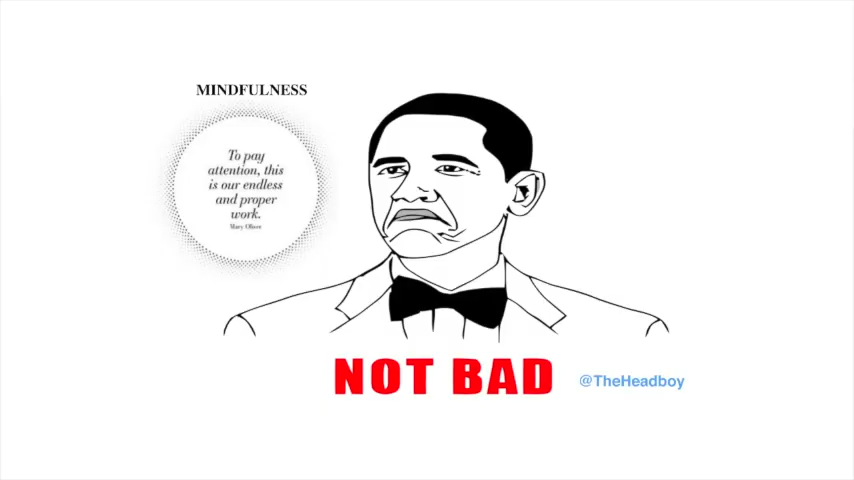 MINDFULNESS
To pay
attention, this
is our endless
and proper
work.
Mary Oliver
NOT BAD
@TheHeadboy